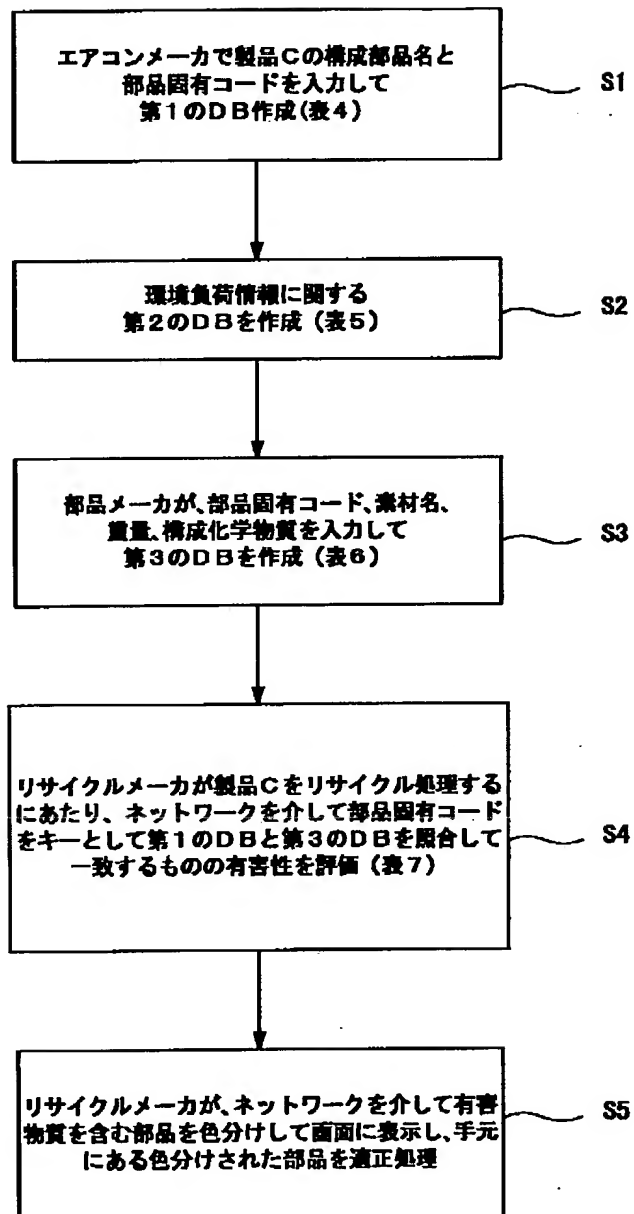 エアコンメーカで製品Cの構成部品名と
部品固有コードを入力して
第1のDB作成(表4)
S1
環境負荷情報に関する
第2のDBを作成（表5）
S2
部品メーカが、部品固有コード、素材名、
重量、構成化学物質を入力して
第3のDBを作成（表6）
S3
リサイクルメーカが製品Cをリサイクル処理する
にあたり、ネットワークを介して部品固有コード
をキーとして第1のDBと第3のDBを照合して
一致するものの有害性を評価（表7）
S4
リサイクルメーカが、ネットワークを介して有害
物質を含む部品を色分けして画面に表示し、手元
にある色分けされた部品を適正処理
S5